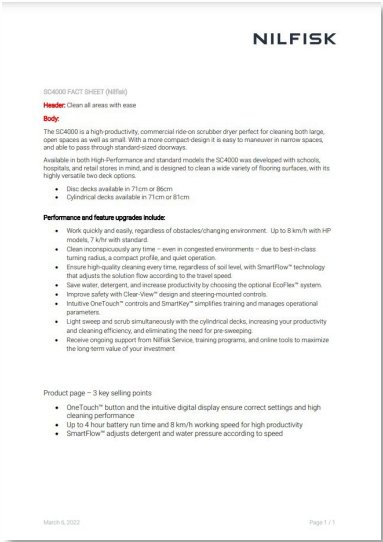 NILFISK
SC4000 FACT SHEET (Nilfisk)
Header: Clean all areas with ease
Body:
The SC4000 is a high-productivity, commercial ride-on scrubber dryer perfect for cleaning both large,
open spaces as well as small. With a more compact design it is easy to maneuver in narrow spaces,
and able to pass through standard-sized doorways.
Available in both High-Performance and standard models the SC4000 was developed with schools,
hospitals, and retail stores in mind, and is designed to clean a wide variety of flooring surfaces, with its
highly versatile two deck options.
• Disc decks available in 71cm or 86cm
• Cylindrical decks available in 71cm or 81cm
Performance and feature upgrades include:
• Work quickly and easily, regardless of obstacles/changing environment. Up to 8 km/h with HP
models, 7 k/hr with standard.
• Clean inconspicuously any time – even in congested environments – due to best-in-class
turning radius, a compact profile, and quiet operation.
• Ensure high-quality cleaning every time, regardless of soil level, with SmartFlow™ technology
that adjusts the solution flow according to the travel speed.
• Save water, detergent, and increase productivity by choosing the optional EcoFlex™ system.
• Improve safety with Clear-View™ design and steering-mounted controls.
• Intuitive OneTouch™ controls and SmartKey™ simplifies training and manages operational
parameters.
• Light sweep and scrub simultaneously with the cylindrical decks, increasing your productivity
and cleaning efficiency, and eliminating the need for pre-sweeping.
• Receive ongoing support from Nilfisk Service, training programs, and online tools to maximize
the long-term value of your investment
Product page – 3 key selling points
• OneTouch™ button and the intuitive digital display ensure correct settings and high
cleaning performance
• Up to 4 hour battery run time and 8 km/h working speed for high productivity
• SmartFlow™ adjusts detergent and water pressure according to speed
March 6, 2023
Page 1 / 1